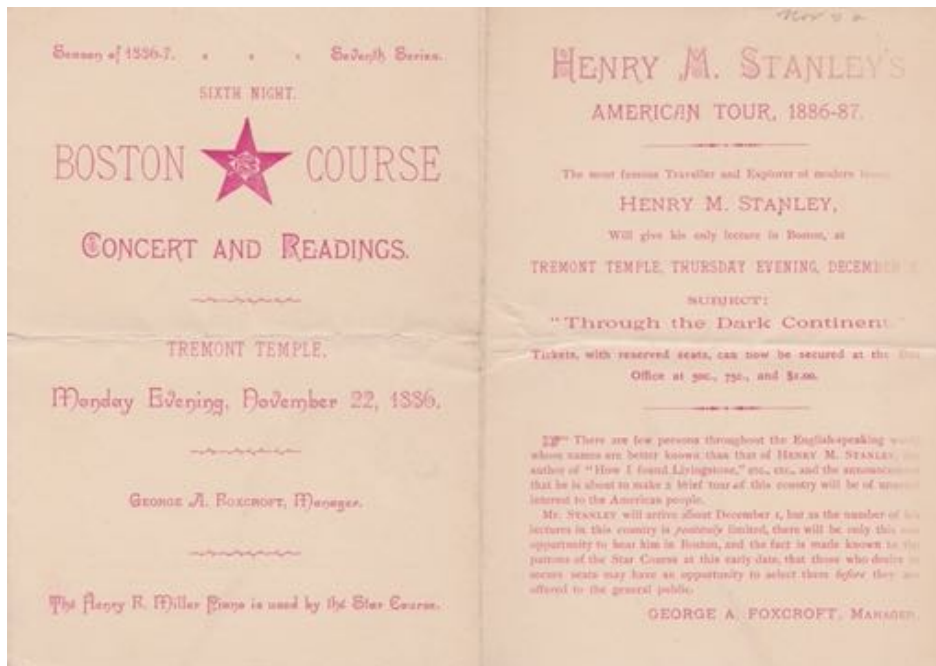 Season of 1886-7. . . . Seventh Series.
SIXTH NIGHT.
BOSTON COURSE
CONCERT AND READINGS.
TREMONT TEMPLE,
Monday Evening, November 22, 1886.
GEORGE A. FOXCROFT, Manager.
The Henry F. Miller Piano is used by the Star Course.
Nov 22
HENRY M. STANLEY'S
AMERICAN TOUR, 1886-87.
The most famous Traveller and Explorer of modern
HENRY M. STANLEY,
Will give his only lecture in Boston, at
TREMONT TEMPLE, THURSDAY EVENING, DECEMBER
SUBJECT:
"Through the Dark Continent."
Tickets, with reserved seats, can now be secured at the
Office at 50c., 75c., and $1.00.
There are few persons throughout the English-speaking
whose names are better known than that of HENRY M. STANLEY,
author of "How I found Livingstone," etc., etc., and the
that he is about to make a brief tour of this country will be of
interest to the American people.
Mr. STANLEY will arrive about December 1, but as the number of
lectures in this country is positively limited, there will be only this
opportunity to hear him in Boston, and the fact is made known to the
patrons of the Star Course at this early date, that those who desire to
secure seats may have an opportunity to select them before they are
offered to the general public.
GEORGE A. FOXCROFT, MANAGER.